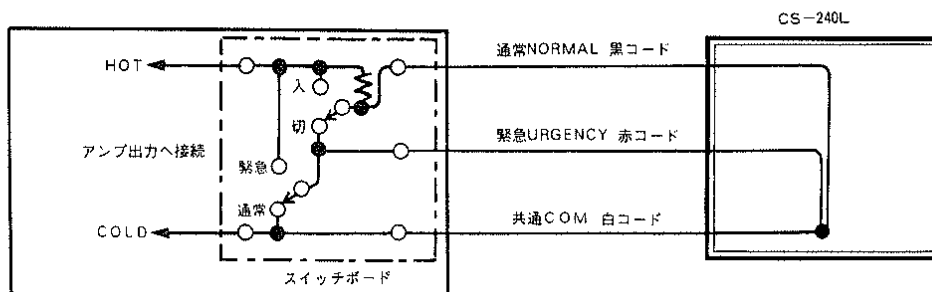 CS-240L
通常NORMAL 黒コード
HOT
入
切
緊急URGENCY 赤コード
アンプ出力へ接続
緊急
通常
共通COM 白コード
COLD
スイッチボード